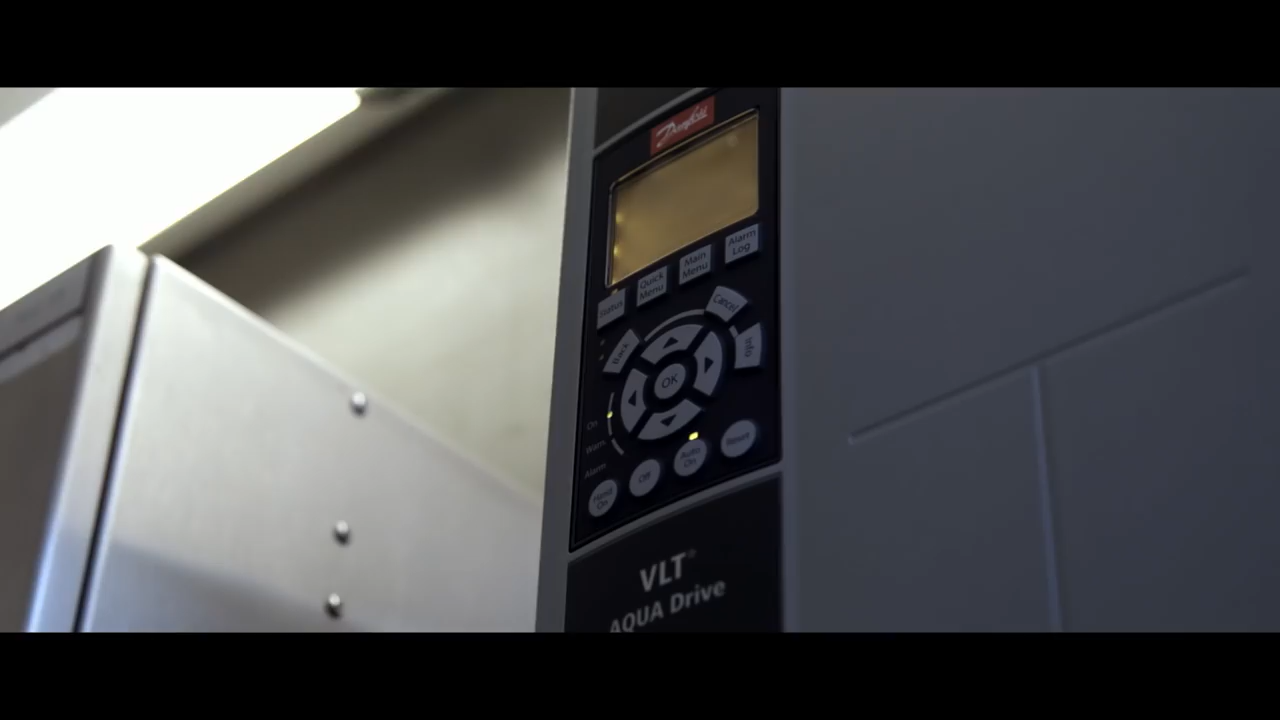 Danfoss
Status
Quick
Menu
Main
Menu
Alarm
Log
Back
Cancel
Info
OK
On
Warn.
Alarm
Hand
On
Off
Auto
On
Reset
VLT®
AQUA Drive